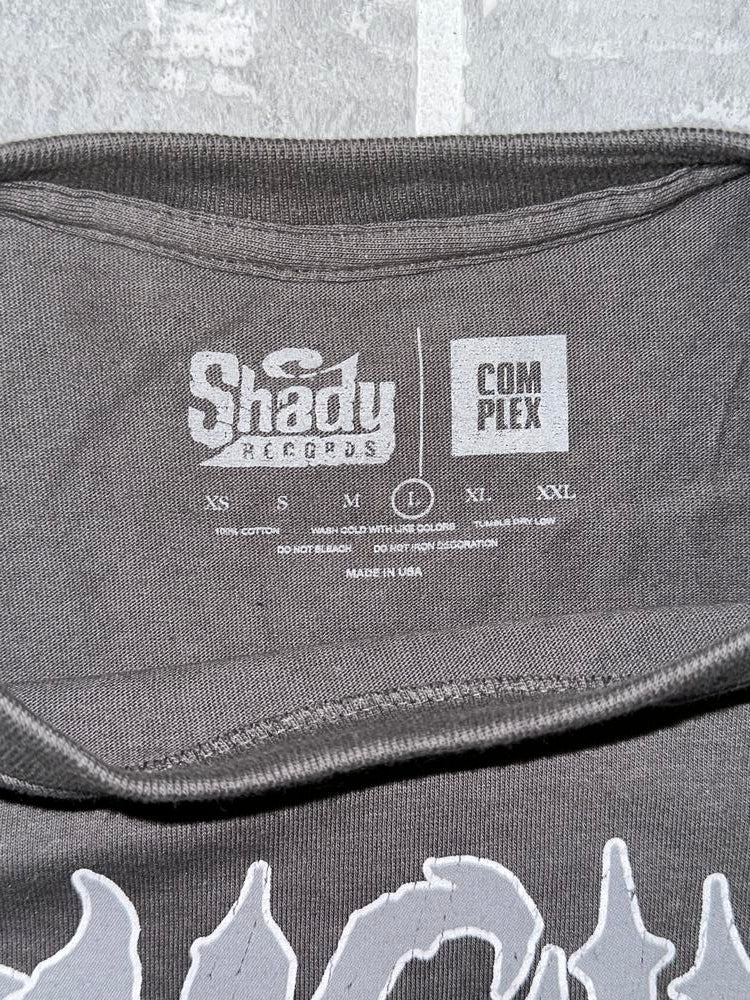 Shady
RECORDS
COM
PLEX
XS S M L XL XXL
100% COTTON WASH COLD WITH LIKE COLORS TUMBLE DRY LOW
DO NOT BLEACH DO NOT IRON DECORATION
MADE IN USA